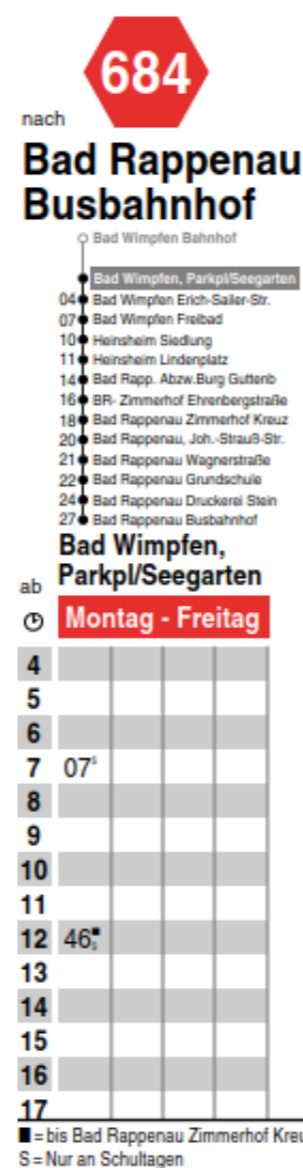 684
nach
Bad Rappenau
Busbahnhof
Bad Wimpfen Bahnhof
Bad Wimpfen, Parkpl/Seegarten
04 Bad Wimpfen Erich-Sailer-Str.
07 Bad Wimpfen Freibad
10 Heinsheim Siedlung
11 Heinsheim Lindenplatz
14 Bad Rapp. Abzw.Burg Guttenb
16 BR- Zimmerhof Ehrenbergstraße
18 Bad Rappenau Zimmerhof Kreuz
20 Bad Rappenau, Joh.-Strauß-Str.
21 Bad Rappenau Wagnerstraße
22 Bad Rappenau Grundschule
24 Bad Rappenau Druckerei Stein
27 Bad Rappenau Busbahnhof
Bad Wimpfen,
ab Parkpl/Seegarten
Montag - Freitag
4
5
6
7 07 s
8
9
10
11
12 46 ■ s
13
14
15
16
17
■ = bis Bad Rappenau Zimmerhof Kreu
S = Nur an Schultagen